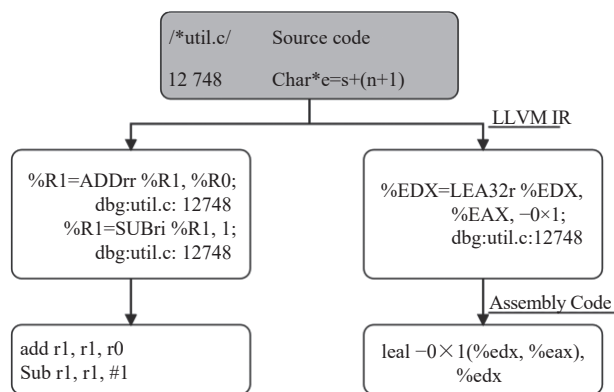 /*util.c/ Source code
12 748 Char*e=s+(n+1)
LLVM IR
%R1=ADDrr %R1, %R0;
dbg:util.c: 12748
%R1=SUBri %R1, 1;
dbg:util.c: 12748
%EDX=LEA32r %EDX,
%EAX, −0×1;
dbg:util.c:12748
Assembly Code
add r1, r1, r0
Sub r1, r1, #1
leal −0×1(%edx, %eax),
%edx